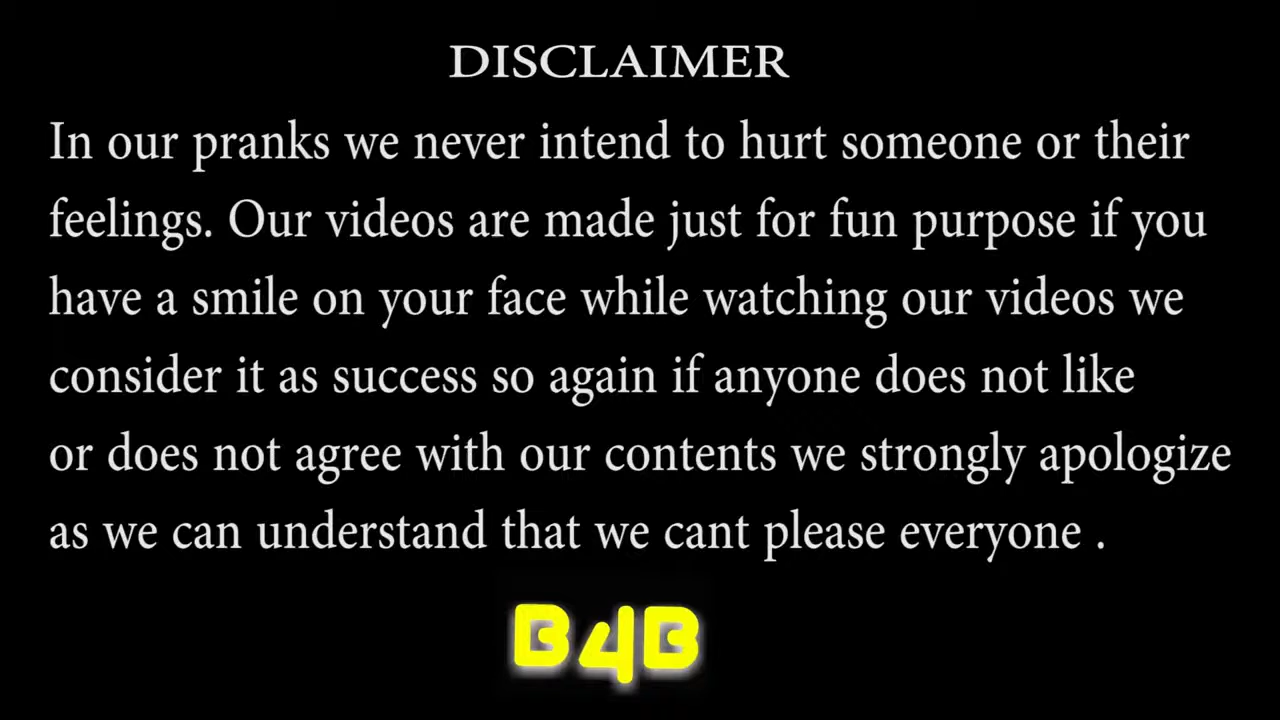 DISCLAIMER
In our pranks we never intend to hurt someone or their
feelings. Our videos are made just for fun purpose if you
have a smile on your face while watching our videos we
consider it as success so again if anyone does not like
or does not agree with our contents we strongly apologize
as we can understand that we cant please everyone .
B4B